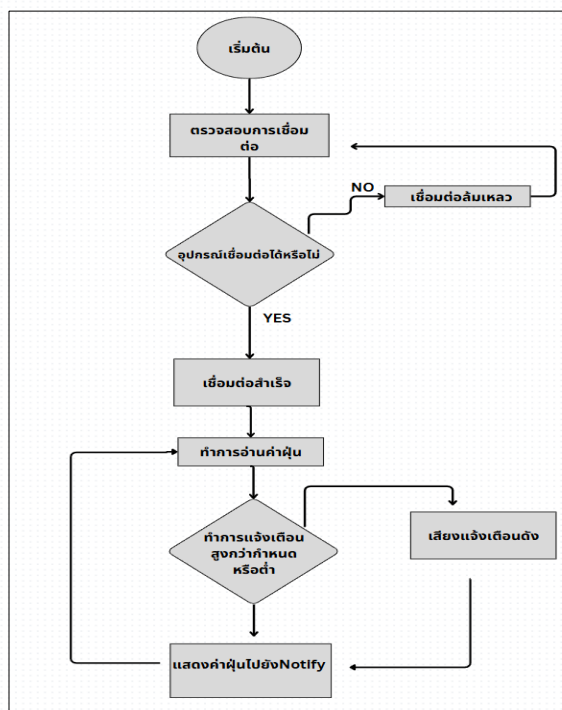 เริ่มต้น
ตรวจสอบการเชื่อม
ต่อ
NO
เชื่อมต่อล้มเหลว
อุปกรณ์เชื่อมต่อได้หรือไม่
YES
เชื่อมต่อสำเร็จ
ทำการอ่านค่าฝุ่น
ทำการแจ้งเตือน
สูงกว่ากำหนด
หรือต่ำ
เสียงแจ้งเตือนดัง
แสดงค่าฝุ่นไปยังNotify